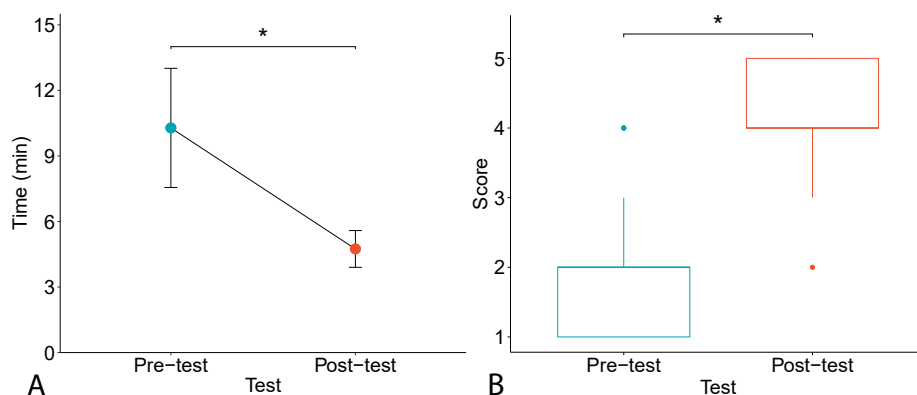 15
12
9
6
3
0
Time (min)
*
Pre−test
Post−test
Test
A
5
4
3
2
1
Score
*
Pre−test
Post−test
Test
B